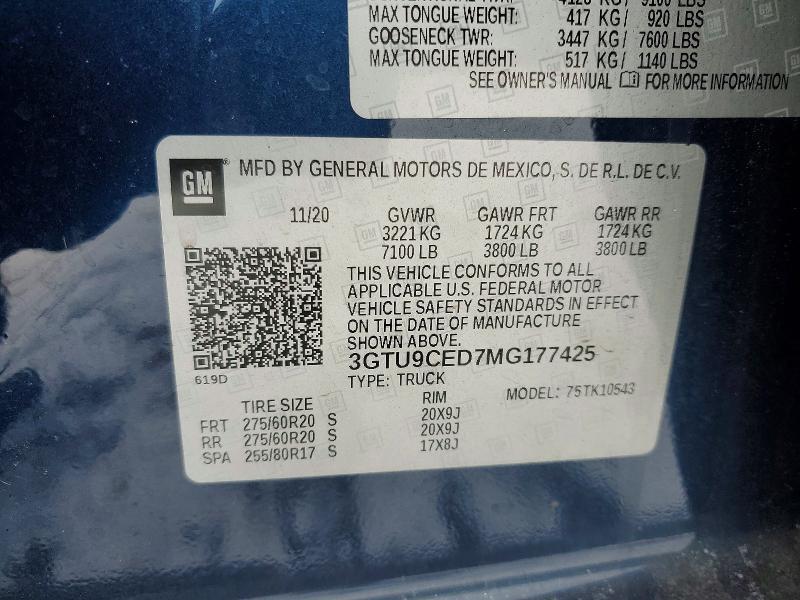 MAX TONGUE WEIGHT: 417 KG/ 920 LBS
GOOSENECK TWR: 3447 KG/ 7600 LBS
MAX TONGUE WEIGHT: 517 KG/ 1140 LBS
SEE OWNER'S MANUAL FOR MORE INFORMATION
GM® MFD BY GENERAL MOTORS DE MEXICO, S. DE R.L. DE C.V.
11/20 GVWR GAWR FRT GAWR RR
3221 KG 1724 KG 1724 KG
7100 LB 3800 LB 3800 LB
THIS VEHICLE CONFORMS TO ALL
APPLICABLE U.S. FEDERAL MOTOR
VEHICLE SAFETY STANDARDS IN EFFECT
ON THE DATE OF MANUFACTURE
SHOWN ABOVE.
3GTU9CED7MG177425
619D
TYPE: TRUCK
MODEL: 75TK10543
TIRE SIZE RIM
FRT 275/60R20 S 20X9J
RR 275/60R20 S 20X9J
SPA 255/80R17 S 17X8J